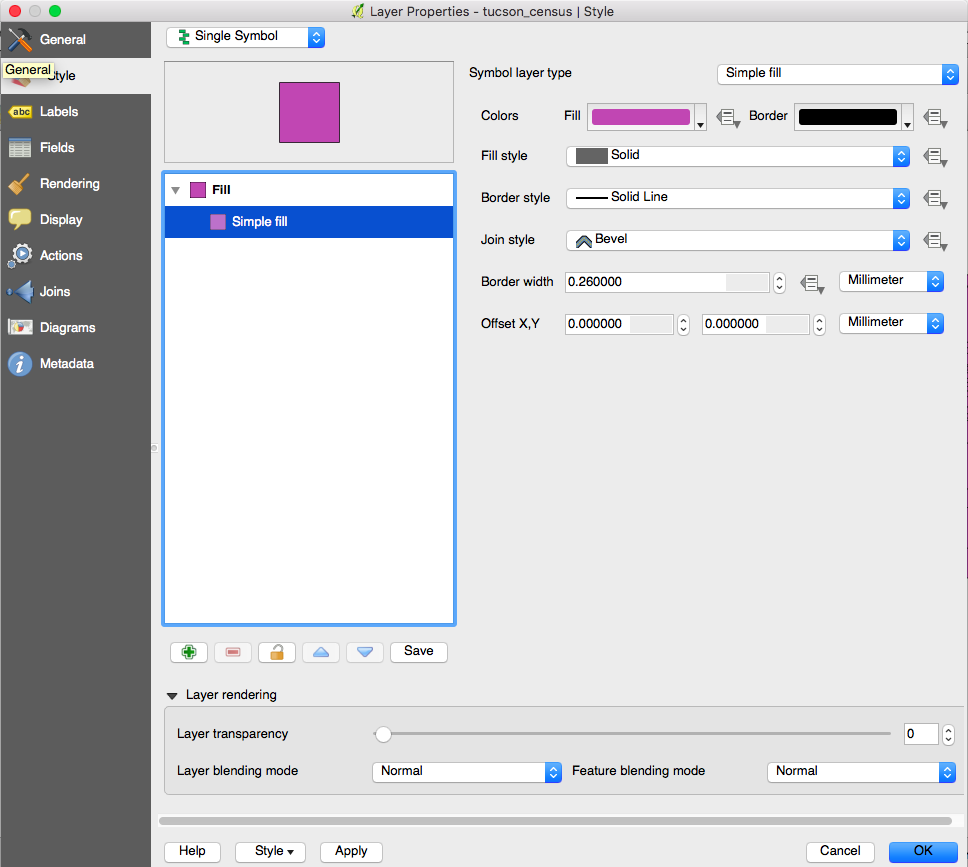 Layer Properties - tucson_census | Style
General
General
Style
Labels
Fields
Rendering
Display
Actions
Joins
Diagrams
Metadata
abc
Single Symbol
Fill
Simple fill
Save
Symbol layer type
Simple fill
Colors
Fill
Border
Fill style
Solid
Border style
Solid Line
Join style
Bevel
Border width
0.260000
Millimeter
Offset X,Y
0.000000
0.000000
Millimeter
Layer rendering
Layer transparency
0
Layer blending mode
Normal
Feature blending mode
Normal
Help
Style
Apply
Cancel
OK